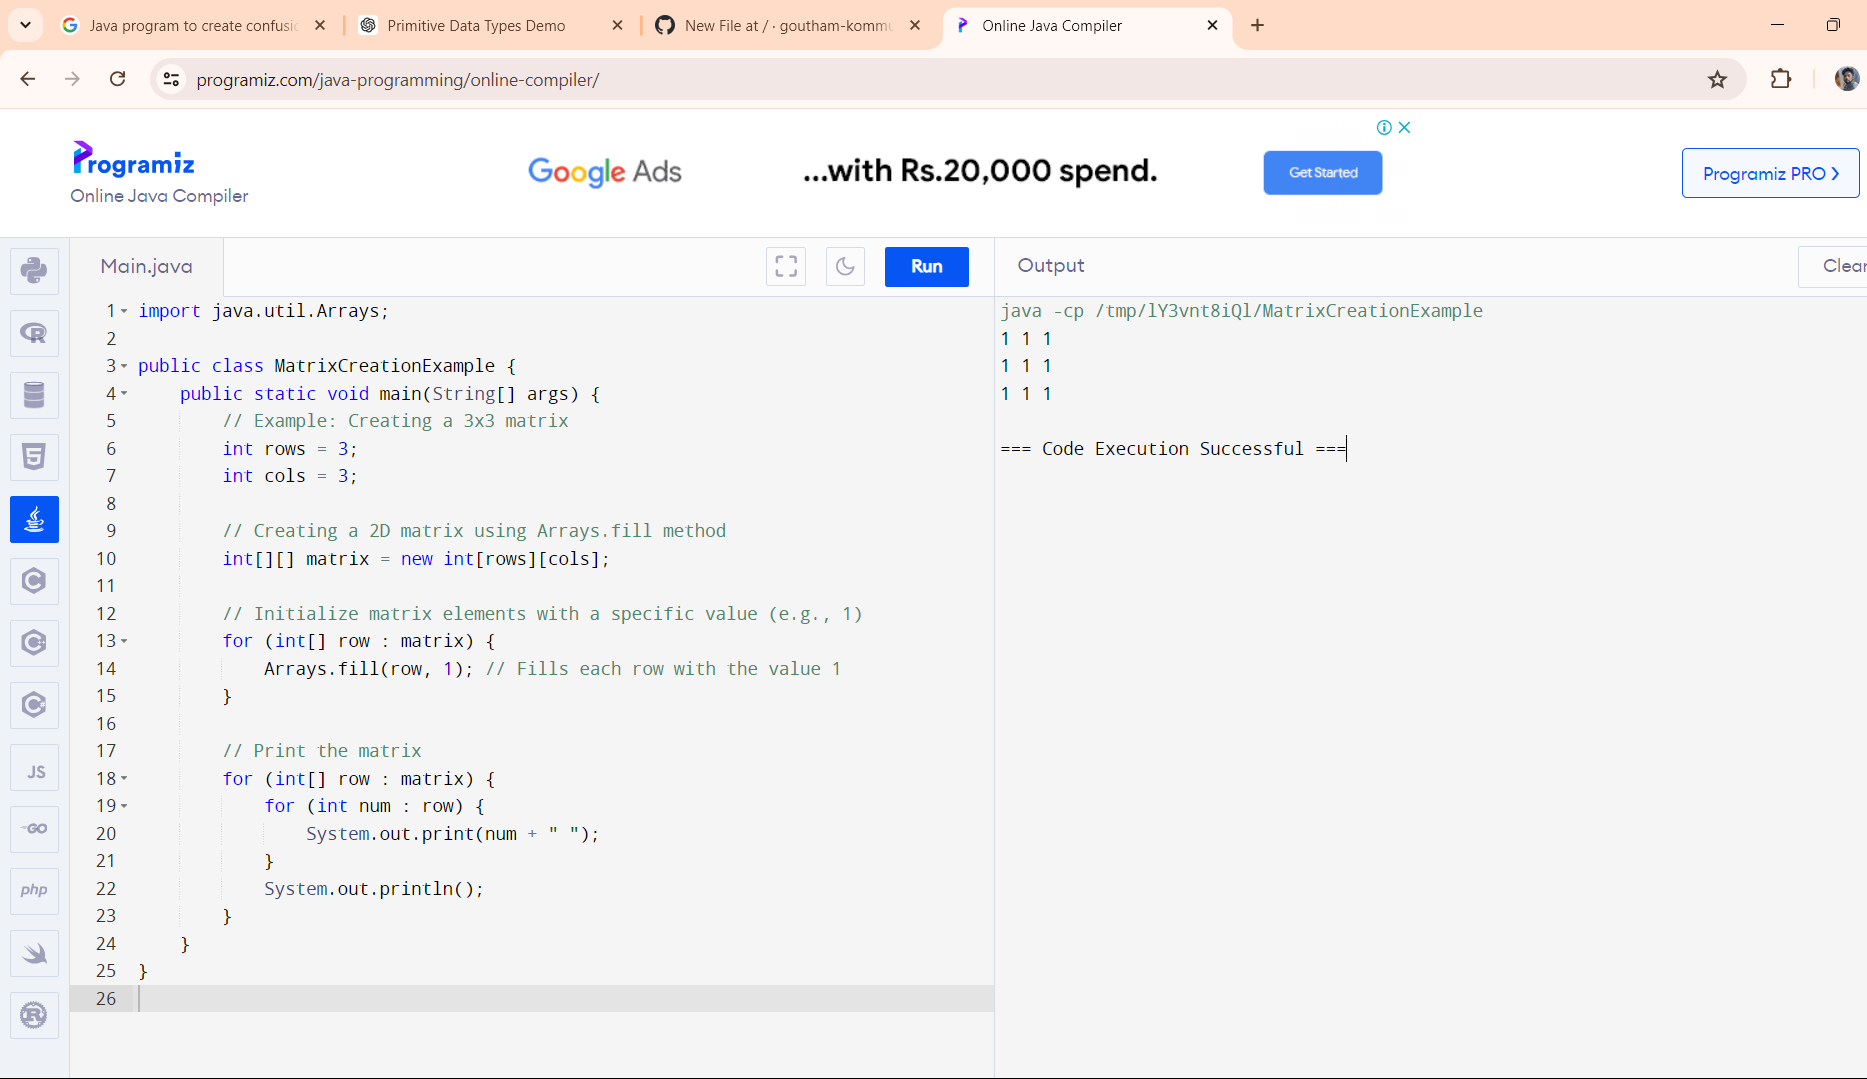 Java program to create confusi
Primitive Data Types Demo
New File at / · goutham-kommu
Online Java Compiler
programiz.com/java-programming/online-compiler/
Programiz
Online Java Compiler
Google Ads
...with Rs.20,000 spend.
Get Started
Programiz PRO ›
Main.java
Run
Output
Clear
1 import java.util.Arrays;
2
3 public class MatrixCreationExample {
4 public static void main(String[] args) {
5 // Example: Creating a 3x3 matrix
6 int rows = 3;
7 int cols = 3;
8
9 // Creating a 2D matrix using Arrays.fill method
10 int[][] matrix = new int[rows][cols];
11
12 // Initialize matrix elements with a specific value (e.g., 1)
13 for (int[] row : matrix) {
14 Arrays.fill(row, 1); // Fills each row with the value 1
15 }
16
17 // Print the matrix
18 for (int[] row : matrix) {
19 for (int num : row) {
20 System.out.print(num + " ");
21 }
22 System.out.println();
23 }
24 }
25 }
26
java -cp /tmp/lY3vnt8iQl/MatrixCreationExample
1 1 1
1 1 1
1 1 1
=== Code Execution Successful ===
R
5
C
C
C
JS
GO
php
R